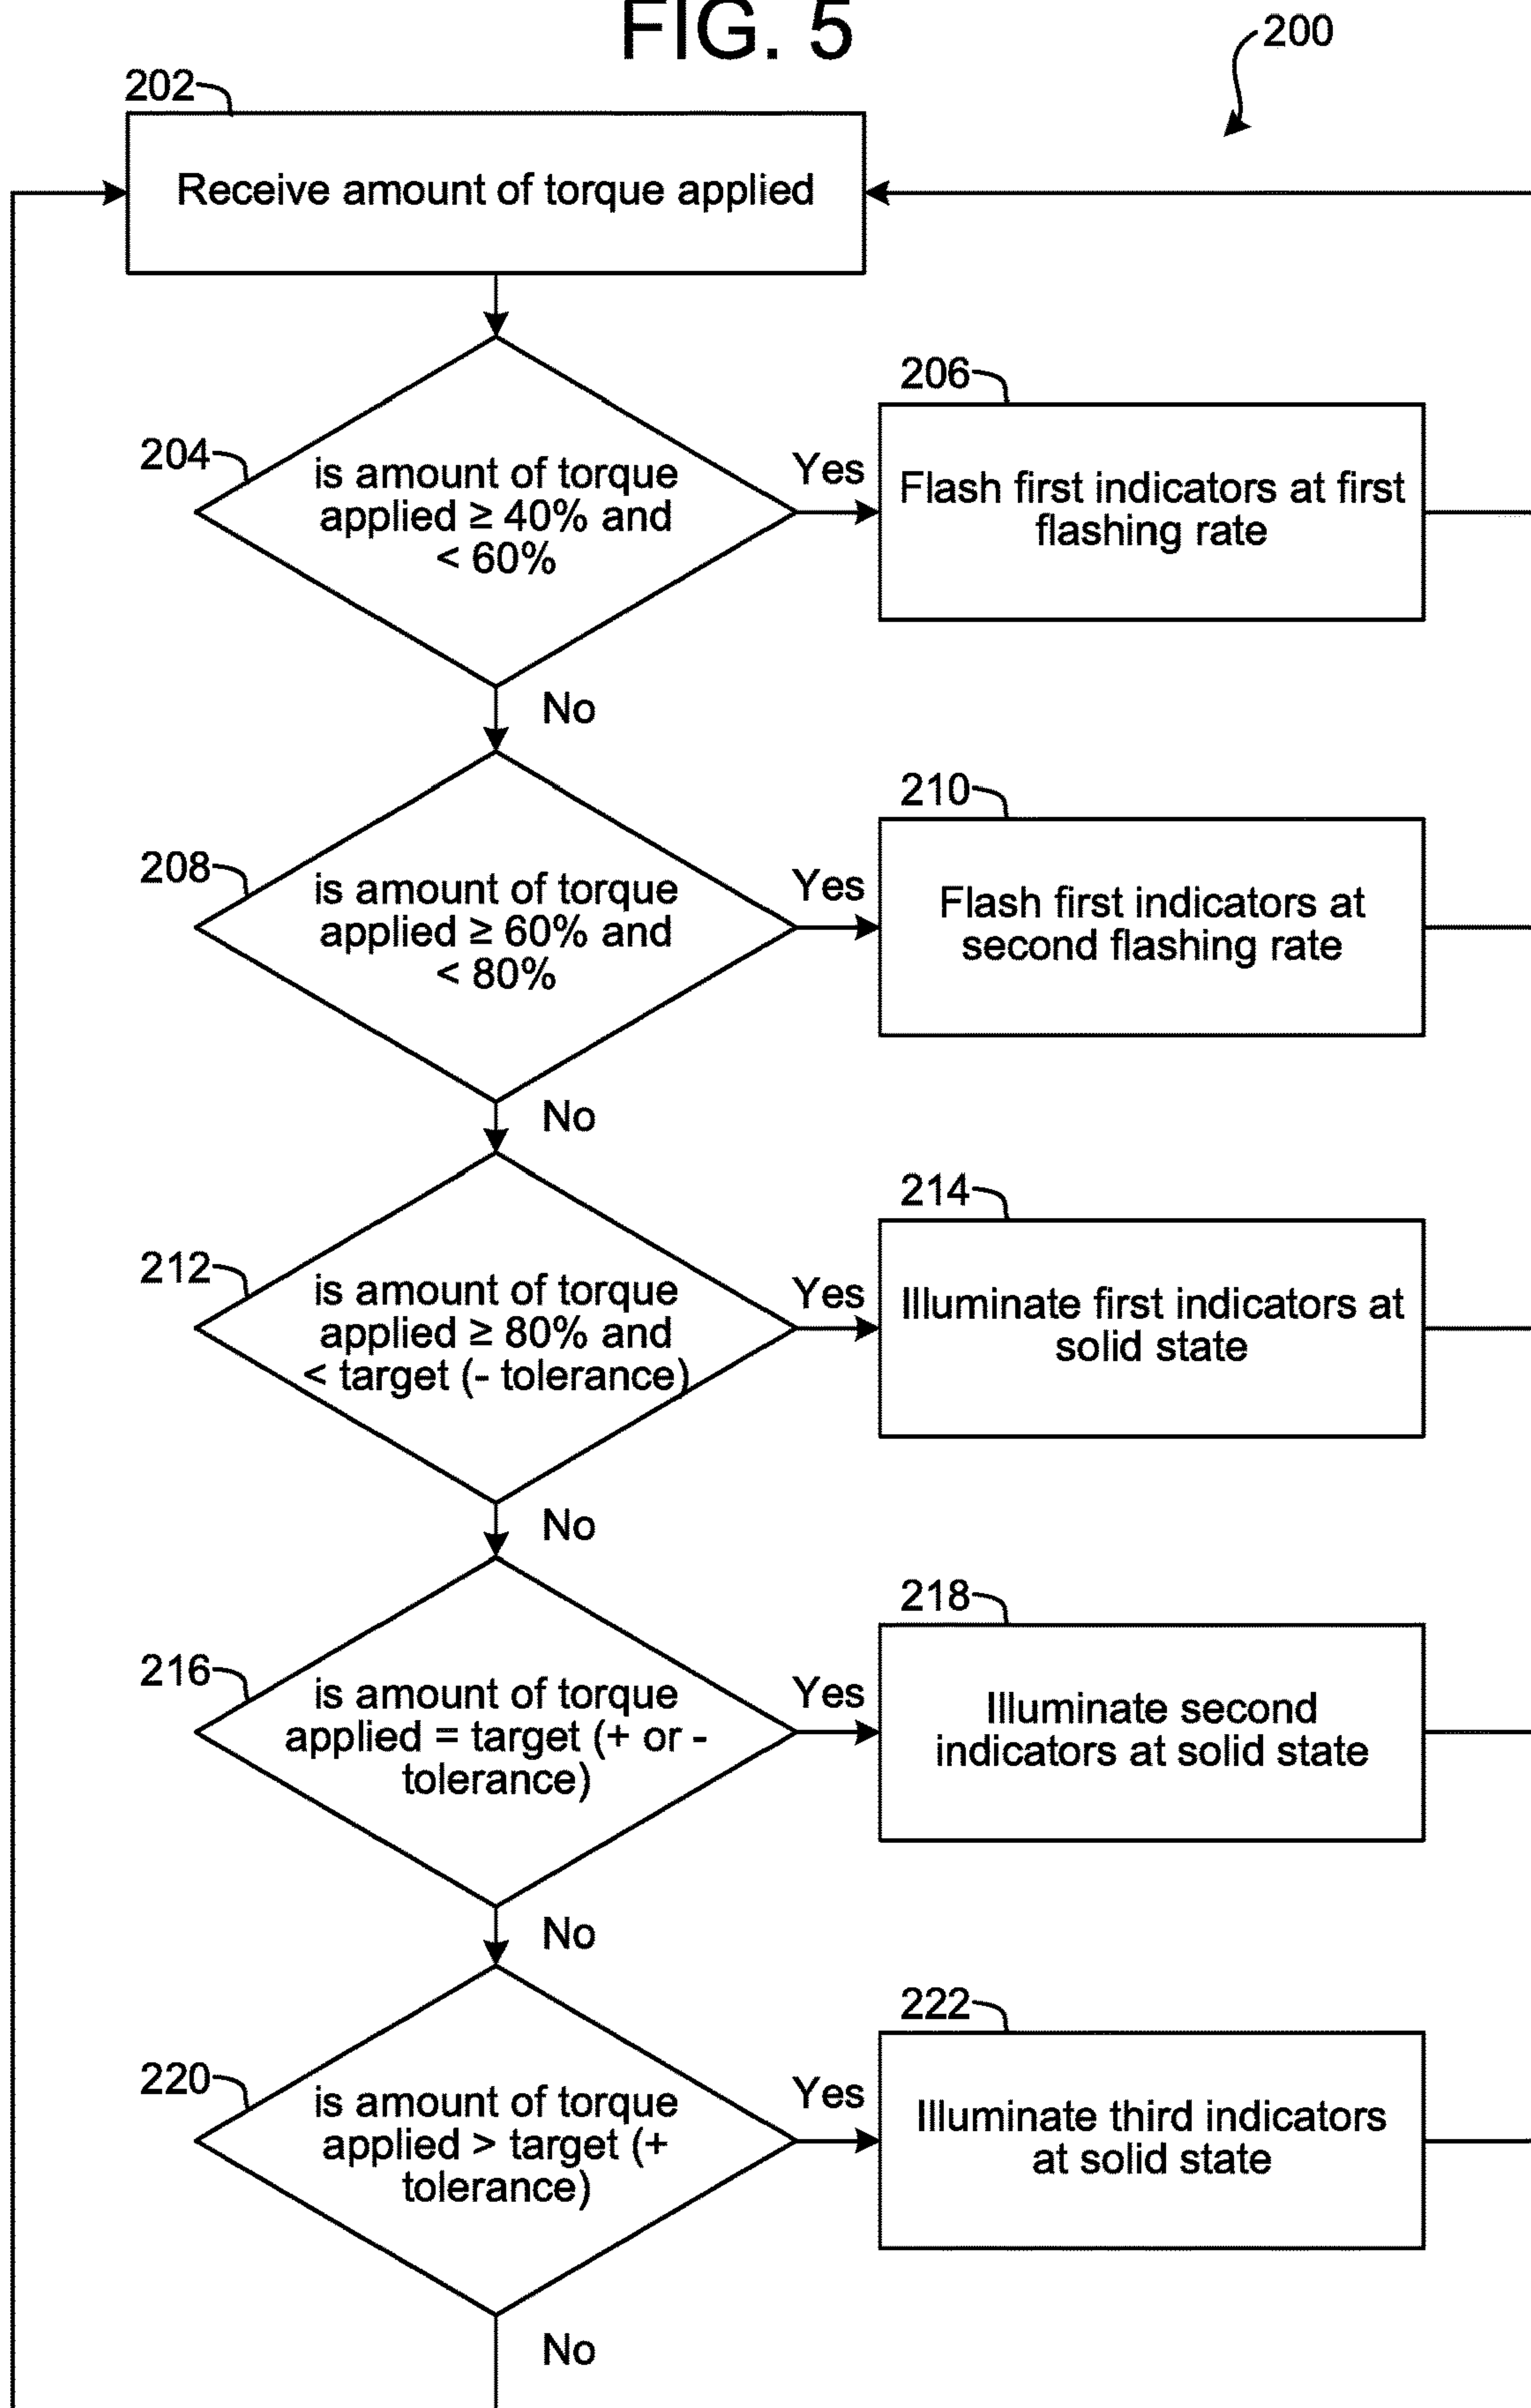 FIG. 5
200
202
Receive amount of torque applied
204
is amount of torque
applied ≥ 40% and
< 60%
Yes
206
Flash first indicators at first
flashing rate
No
208
is amount of torque
applied ≥ 60% and
< 80%
Yes
210
Flash first indicators at
second flashing rate
No
212
is amount of torque
applied ≥ 80% and
< target (- tolerance)
Yes
214
Illuminate first indicators at
solid state
No
216
is amount of torque
applied = target (+ or -
tolerance)
Yes
218
Illuminate second
indicators at solid state
No
220
is amount of torque
applied > target (+
tolerance)
Yes
222
Illuminate third indicators
at solid state
No